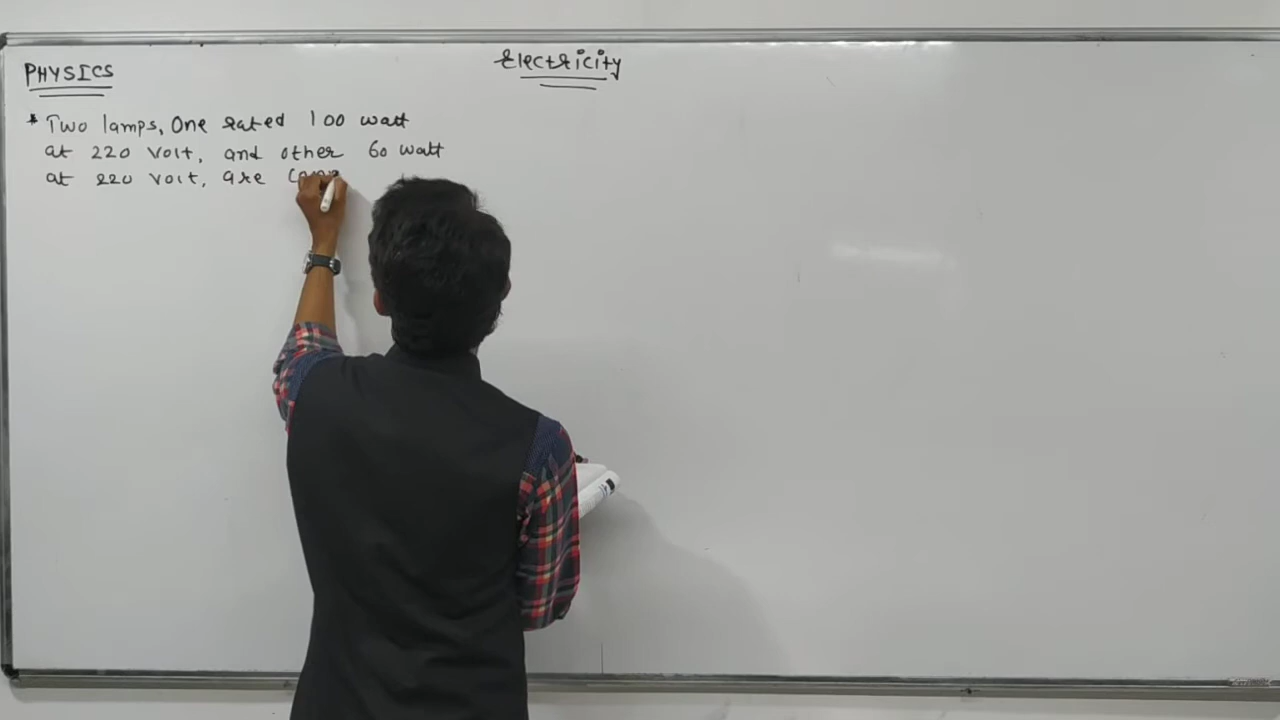 PHYSICS
Electricity
* Two lamps, One rated 100 watt
at 220 volt, and other 60 watt
at 220 volt, are